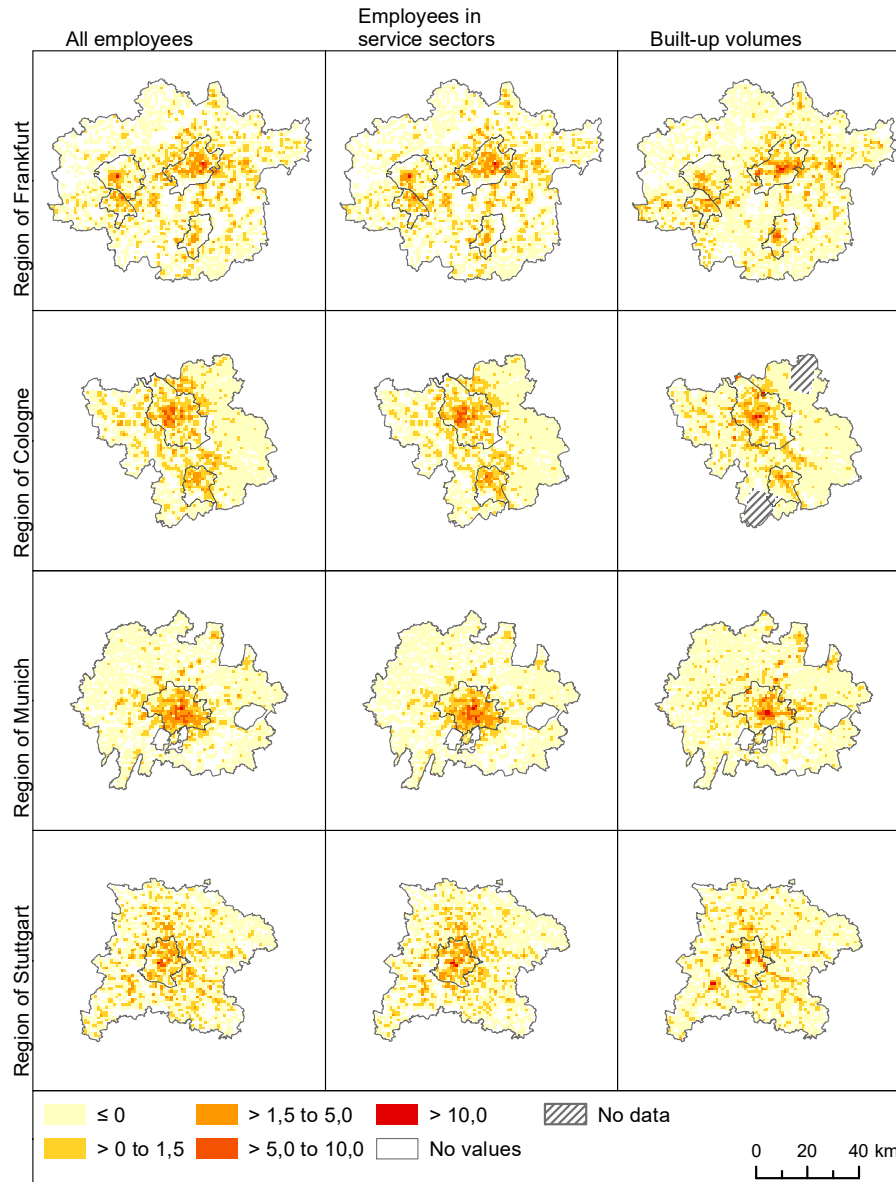 All employees
Employees in
service sectors
Built-up volumes
Region of Frankfurt
Region of Cologne
Region of Munich
Region of Stuttgart
≤ 0
> 1,5 to 5,0
> 10,0
No data
> 0 to 1,5
> 5,0 to 10,0
No values
0 20 40 km